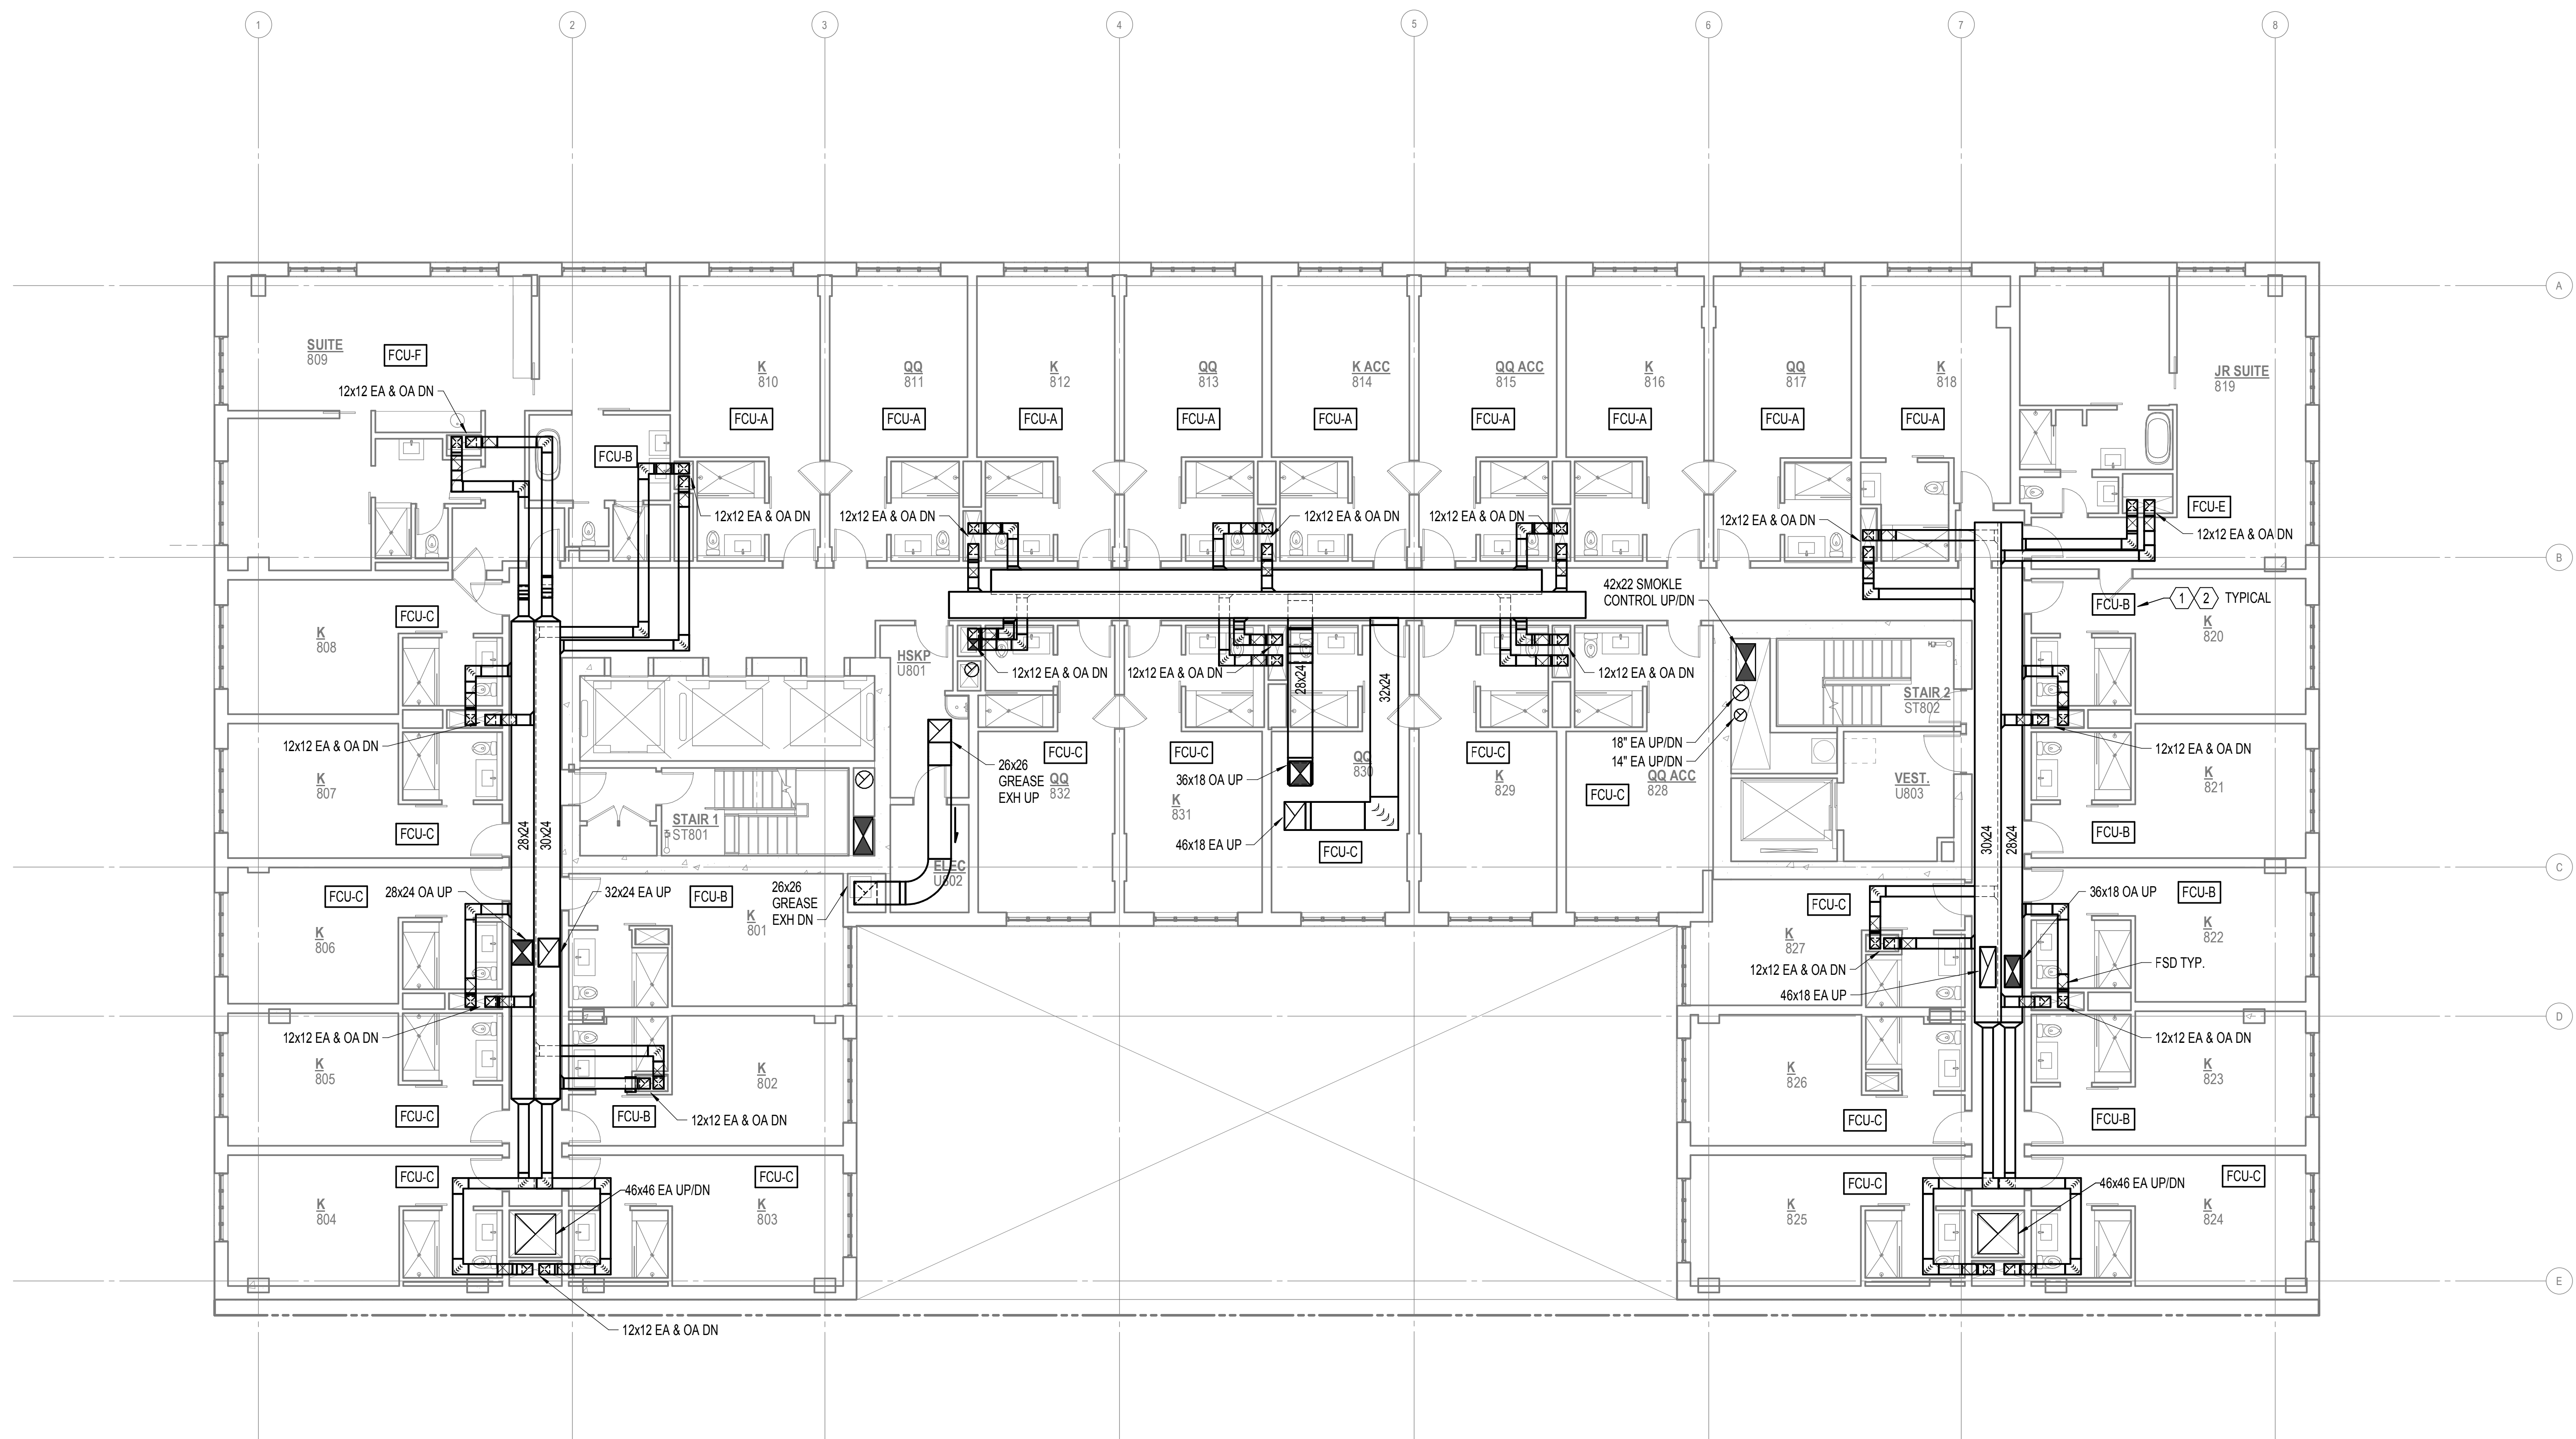 1
2
3
4
5
6
7
8
A
B
C
D
E
SUITE
809
FCU-F
12x12 EA & OA DN
FCU-B
K
810
FCU-A
QQ
811
FCU-A
K
812
FCU-A
QQ
813
FCU-A
K ACC
814
FCU-A
QQ ACC
815
FCU-A
K
816
FCU-A
QQ
817
FCU-A
K
818
FCU-A
JR SUITE
819
FCU-E
12x12 EA & OA DN
12x12 EA & OA DN
12x12 EA & OA DN
12x12 EA & OA DN
12x12 EA & OA DN
12x12 EA & OA DN
42x22 SMOKLE
CONTROL UP/DN
FCU-B
1
2
TYPICAL
K
820
FCU-C
K
808
HSKP
U801
12x12 EA & OA DN
12x12 EA & OA DN
28x24
32x24
12x12 EA & OA DN
STAIR 2
ST802
12x12 EA & OA DN
K
807
FCU-C
28x24
30x24
STAIR 1
ST801
26x26
GREASE
EXH UP
FCU-C
QQ
832
FCU-C
K
831
36x18 OA UP
46x18 EA UP
QQ
830
FCU-C
FCU-C
K
829
18" EA UP/DN
14" EA UP/DN
QQ ACC
828
FCU-C
VEST.
U803
30x24
28x24
12x12 EA & OA DN
K
821
FCU-B
ELEC
U802
26x26
GREASE
EXH DN
FCU-C
28x24 OA UP
32x24 EA UP
FCU-B
K
801
K
806
FCU-C
K
827
12x12 EA & OA DN
46x18 EA UP
36x18 OA UP
FCU-B
K
822
FSD TYP.
12x12 EA & OA DN
K
805
FCU-C
K
802
FCU-B
12x12 EA & OA DN
K
826
FCU-C
12x12 EA & OA DN
K
823
FCU-B
FCU-C
K
804
46x46 EA UP/DN
FCU-C
K
803
12x12 EA & OA DN
FCU-C
K
825
46x46 EA UP/DN
FCU-C
K
824